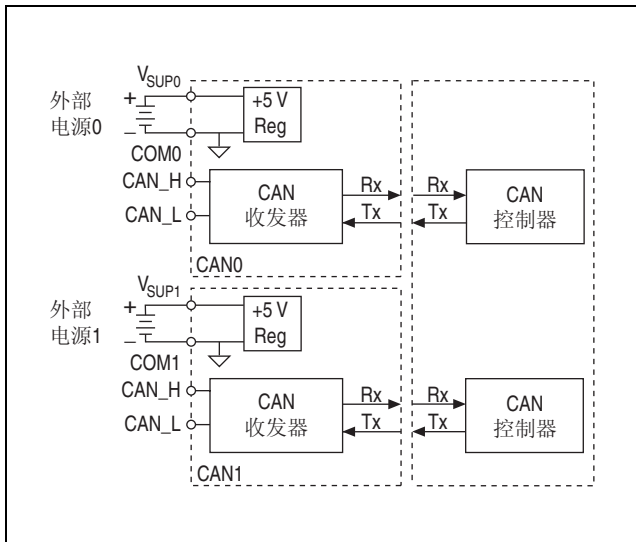 VSUP0
外部
电源0
+
–
+5 V
Reg
COM0
CAN_H
CAN_L
CAN
收发器
Rx
Tx
Rx
Tx
CAN
控制器
CAN0
VSUP1
外部
电源1
+
–
+5 V
Reg
COM1
CAN_H
CAN_L
CAN
收发器
Rx
Tx
Rx
Tx
CAN
控制器
CAN1